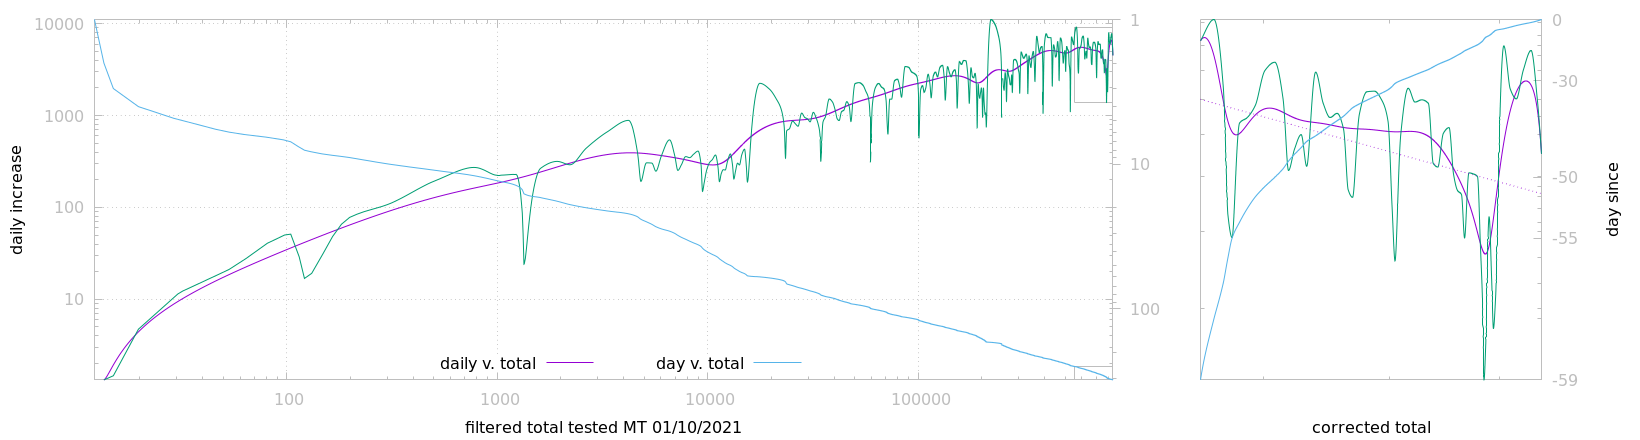 10000
1000
100
10
daily increase
daily v. total
day v. total
100
1000
10000
100000
filtered total tested MT 01/10/2021
1
10
100
0
-30
-50
-55
-59
day since
corrected total